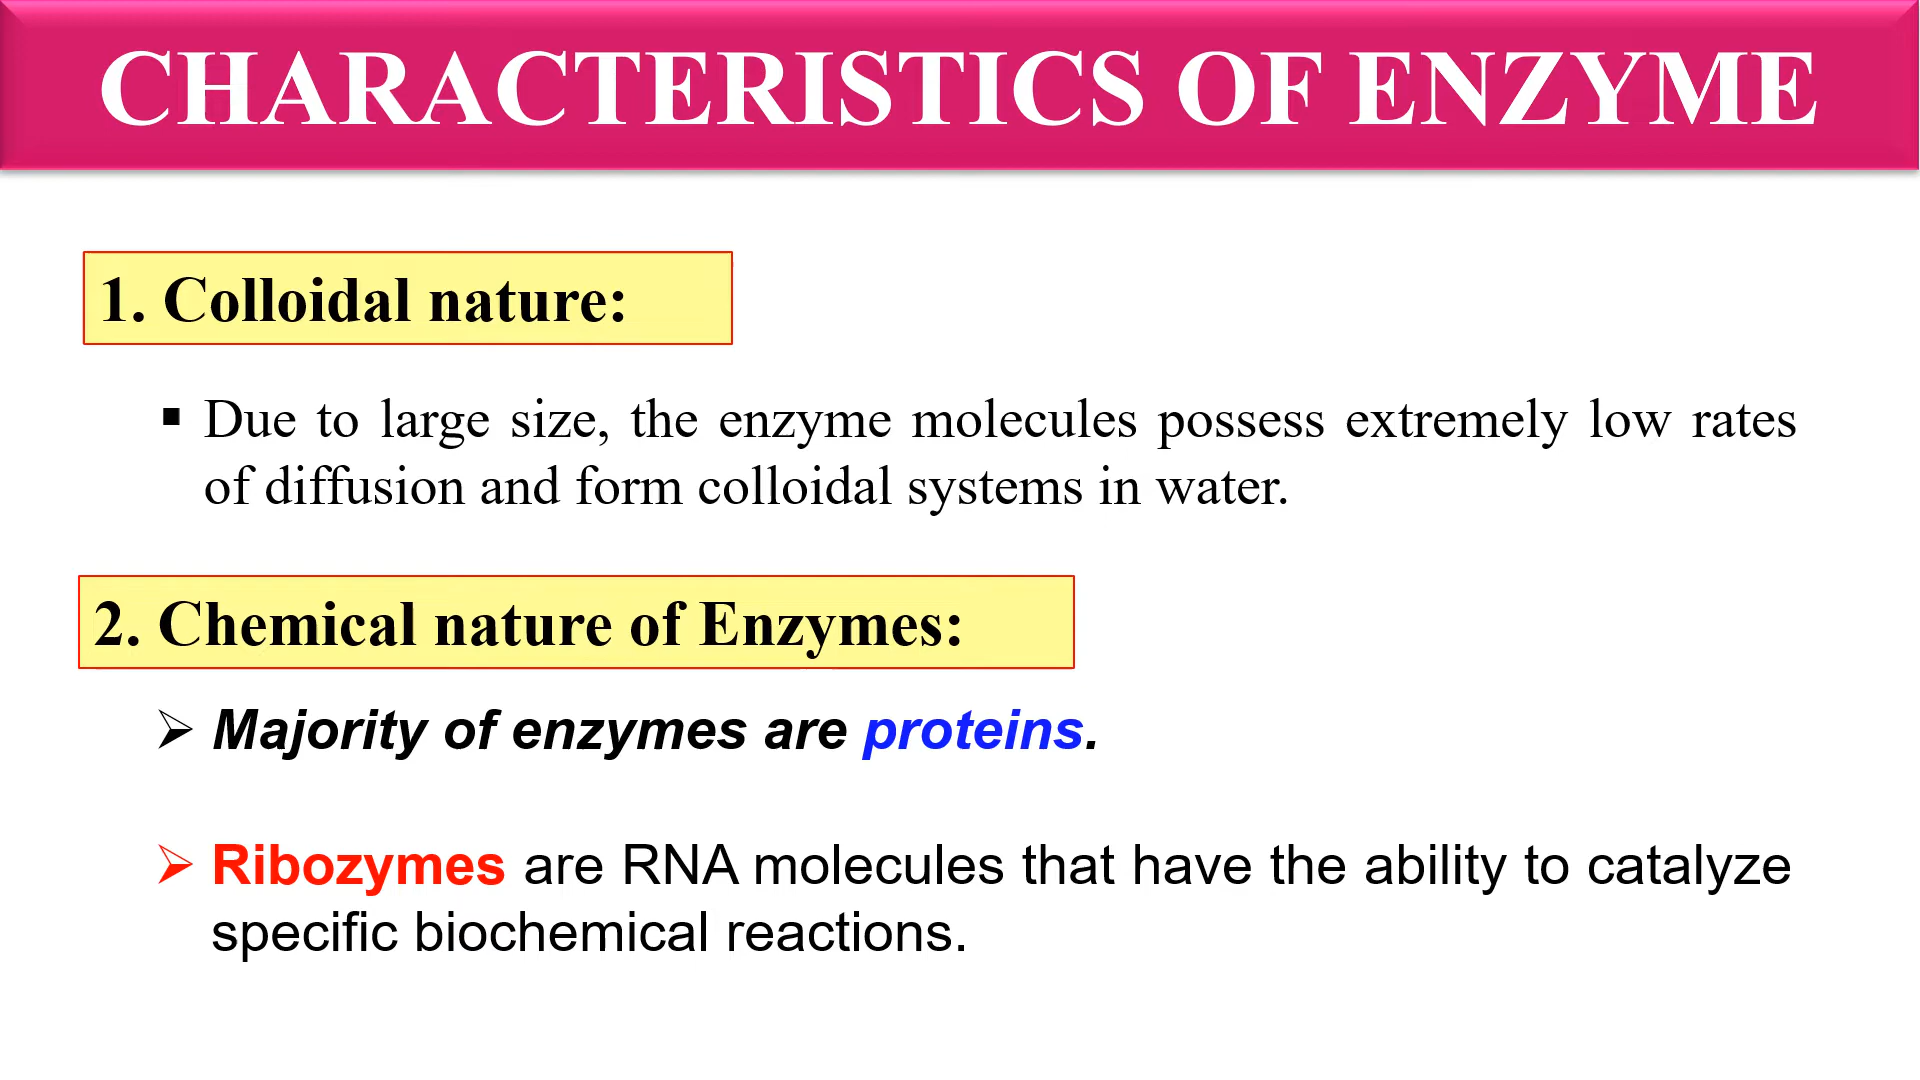 CHARACTERISTICS OF ENZYME
1. Colloidal nature:
▪ Due to large size, the enzyme molecules possess extremely low rates
of diffusion and form colloidal systems in water.
2. Chemical nature of Enzymes:
➢ Majority of enzymes are proteins.
➢ Ribozymes are RNA molecules that have the ability to catalyze
specific biochemical reactions.